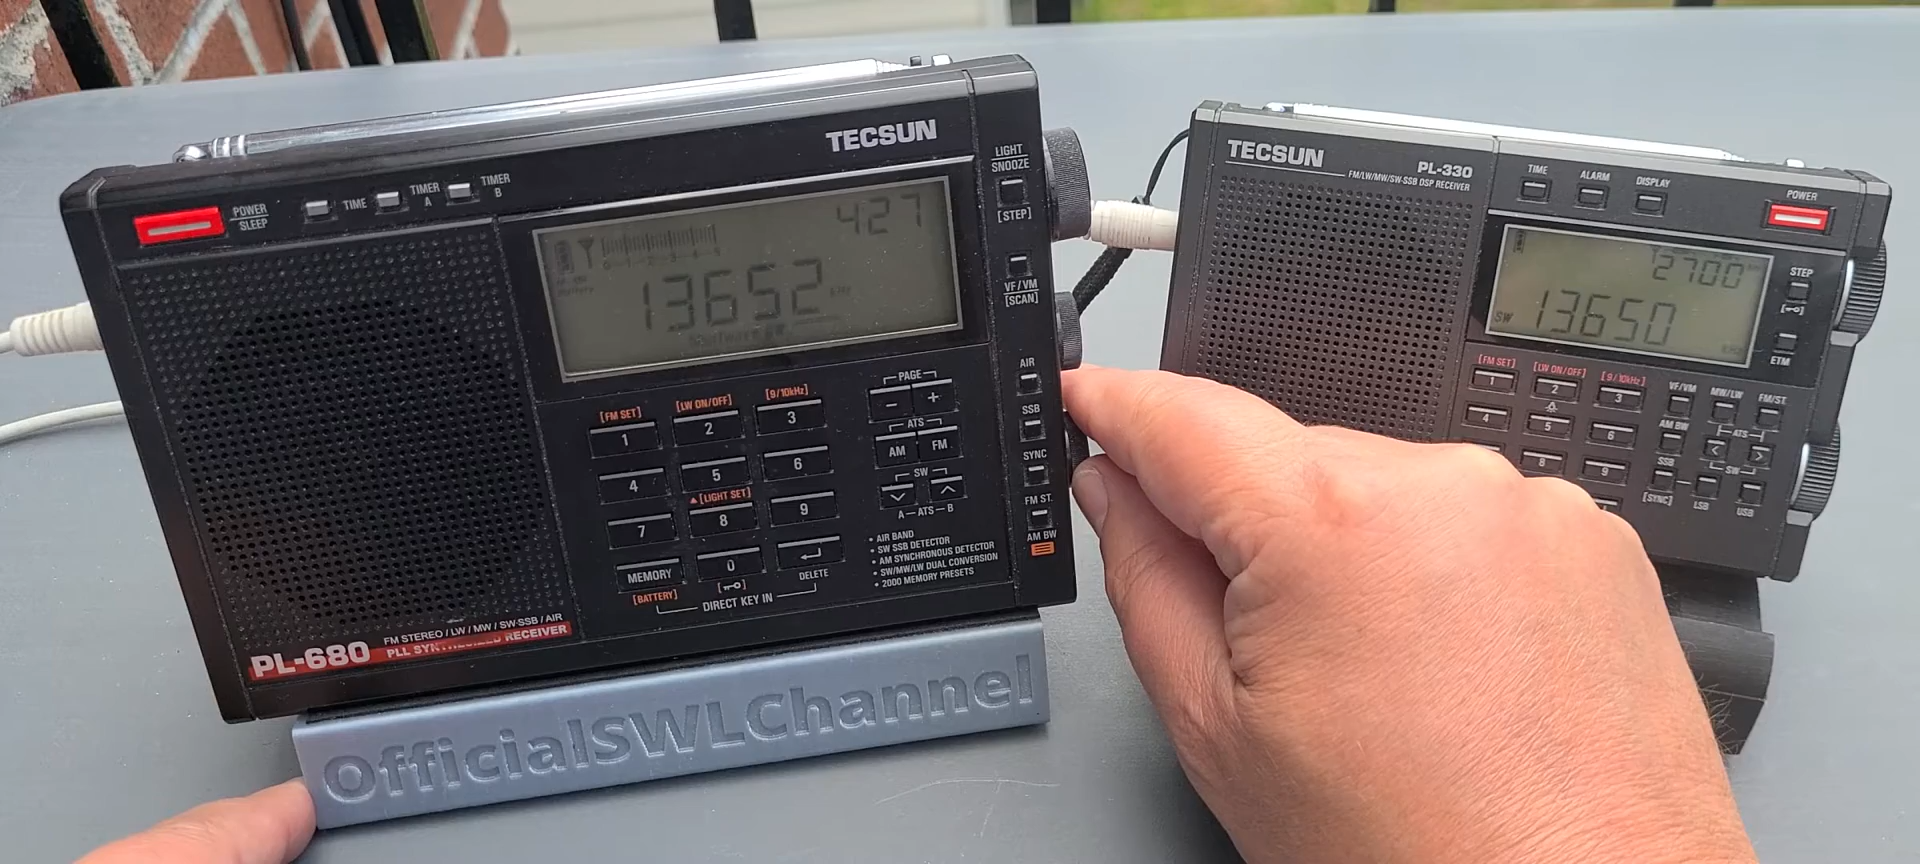 TECSUN
POWER
SLEEP
TIME
TIMER
A
TIMER
B
LIGHT
SNOOZE
[STEP]
427
13652
kHz
VF/VM
[SCAN]
AIR
SSB
SYNC
FM ST.
AM BW
[FM SET]
[LW ON/OFF]
[9/10kHz]
1
2
3
4
5
6
▲[LIGHT SET]
7
8
9
MEMORY
0
[BATTERY]
DELETE
DIRECT KEY IN
PAGE
− +
ATS
AM FM
SW
A — ATS — B
• AIR BAND
• SW SSB DETECTOR
• AM SYNCHRONOUS DETECTOR
• SW/MW/LW DUAL CONVERSION
• 2000 MEMORY PRESETS
FM STEREO / LW / MW / SW-SSB / AIR
PL-680 PLL SYNTHESIZED RECEIVER
OfficialSWLChannel
TECSUN
PL-330
FM/LW/MW/SW-SSB DSP RECEIVER
TIME
ALARM
DISPLAY
POWER
2700
SW 13650
STEP
ETM
[FM SET]
[LW ON/OFF]
[9/10kHz]
1
2
3
4
5
6
8
9
VF/VM
MW/LW
FM/ST.
AM BW
ATS
< >
SW
SSB
[SYNC]
LSB
USB